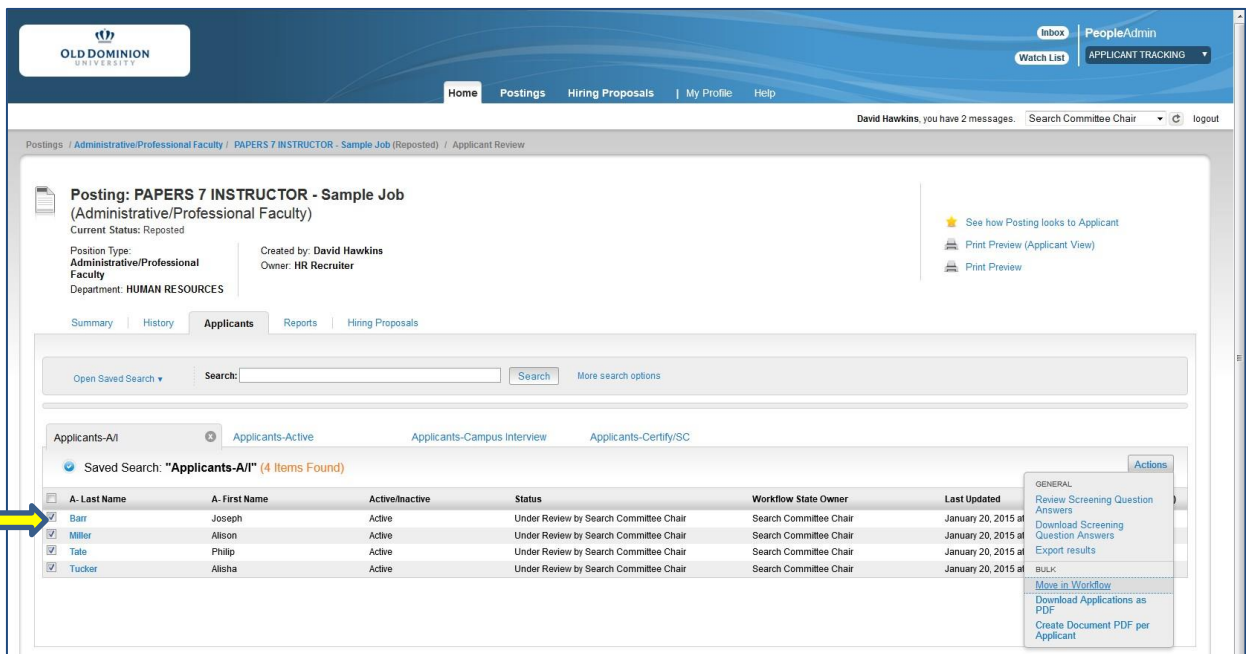 OLD DOMINION
UNIVERSITY
Inbox
PeopleAdmin
Watch List
APPLICANT TRACKING
Home Postings Hiring Proposals | My Profile Help
David Hawkins, you have 2 messages. Search Committee Chair logout
Postings / Administrative/Professional Faculty / PAPERS 7 INSTRUCTOR - Sample Job (Reposted) / Applicant Review
Posting: PAPERS 7 INSTRUCTOR - Sample Job
(Administrative/Professional Faculty)
Current Status: Reposted
Position Type:
Administrative/Professional
Faculty
Department: HUMAN RESOURCES
Created by: David Hawkins
Owner: HR Recruiter
See how Posting looks to Applicant
Print Preview (Applicant View)
Print Preview
Summary History Applicants Reports Hiring Proposals
Open Saved Search Search: Search More search options
Applicants-A/I Applicants-Active Applicants-Campus Interview Applicants-Certify/SC
Saved Search: "Applicants-A/I" (4 Items Found)
Actions
A- Last Name A- First Name Active/Inactive Status Workflow State Owner Last Updated )
Barr Joseph Active Under Review by Search Committee Chair Search Committee Chair January 20, 2015 at
Miller Alison Active Under Review by Search Committee Chair Search Committee Chair January 20, 2015 at
Tate Philip Active Under Review by Search Committee Chair Search Committee Chair January 20, 2015 at
Tucker Alisha Active Under Review by Search Committee Chair Search Committee Chair January 20, 2015 at
GENERAL
Review Screening Question
Answers
Download Screening
Question Answers
Export results
BULK
Move in Workflow
Download Applications as
PDF
Create Document PDF per
Applicant